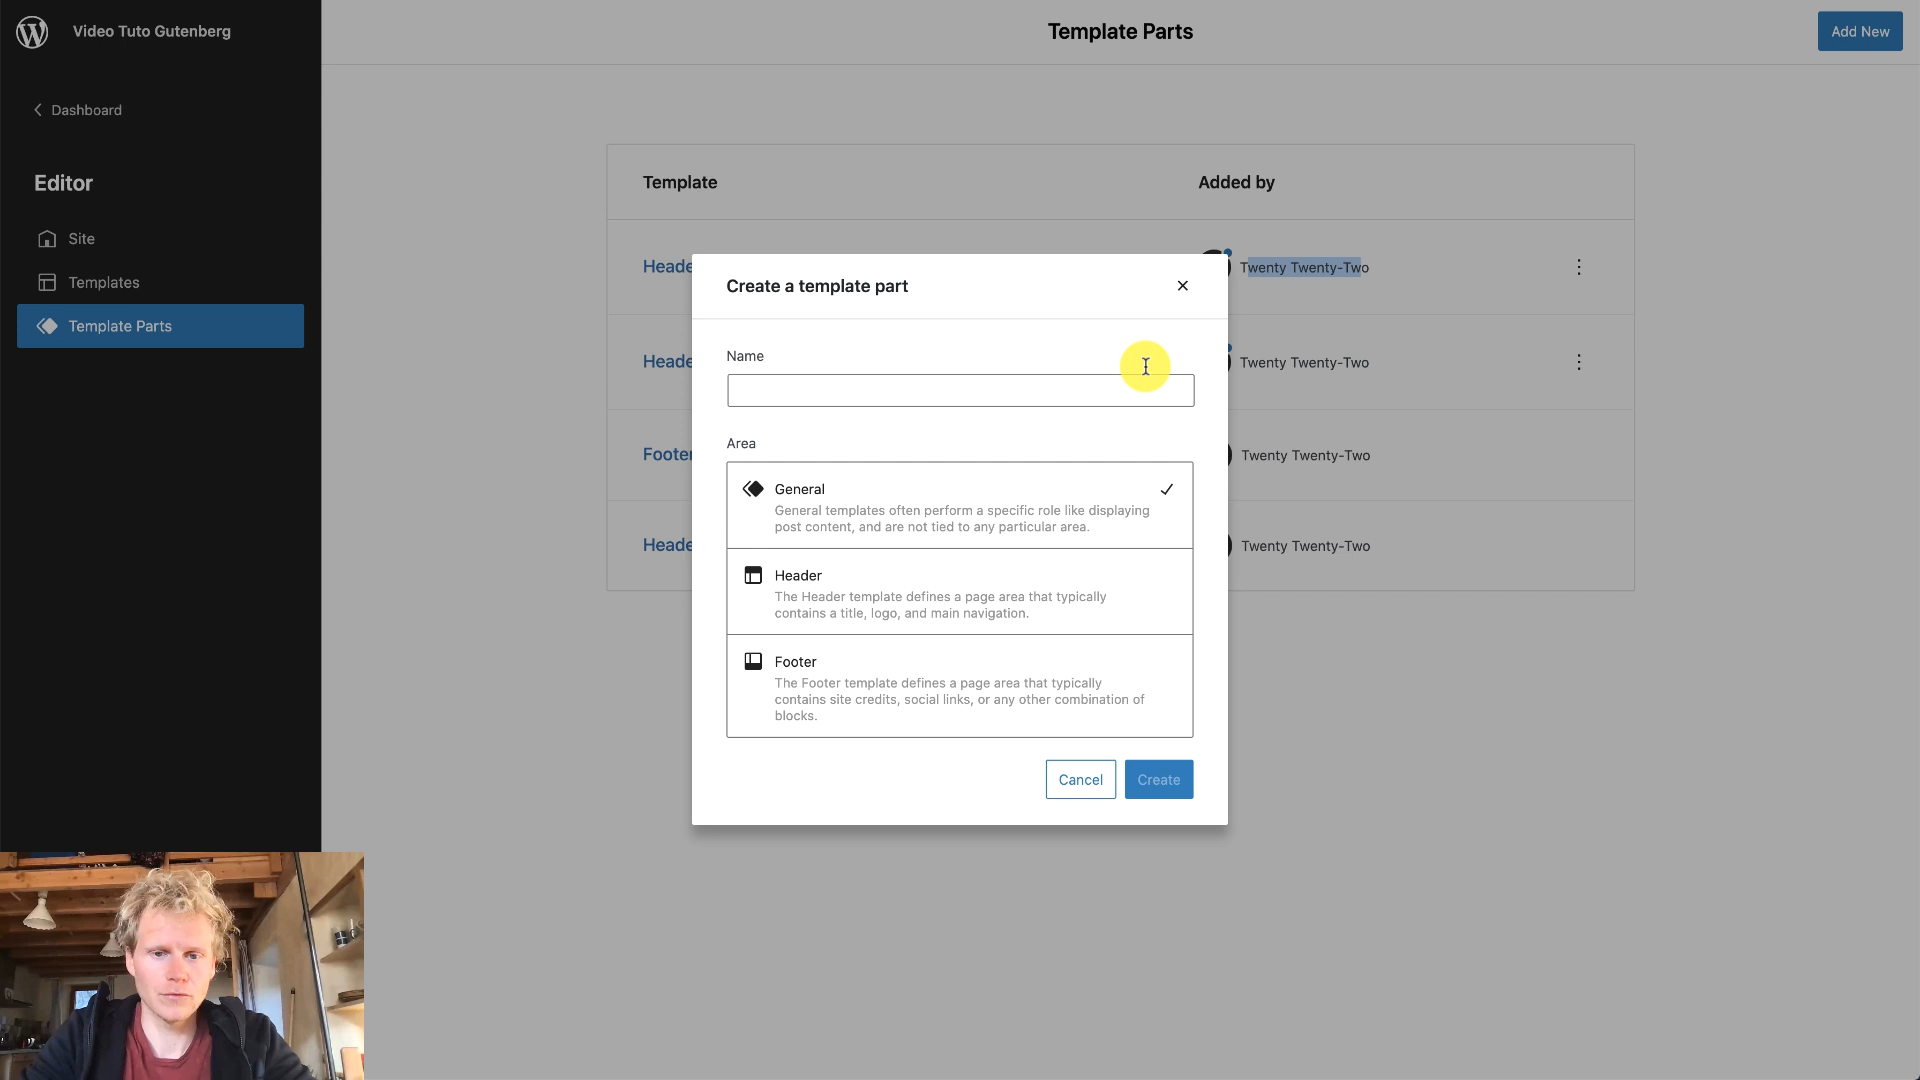 Video Tuto Gutenberg
Template Parts
Add New
Dashboard
Editor
Site
Templates
Template Parts
Template
Added by
Heade
Twenty Twenty-Two
Heade
Twenty Twenty-Two
Footer
Twenty Twenty-Two
Heade
Twenty Twenty-Two
Create a template part
Name
Area
General
General templates often perform a specific role like displaying
post content, and are not tied to any particular area.
Header
The Header template defines a page area that typically
contains a title, logo, and main navigation.
Footer
The Footer template defines a page area that typically
contains site credits, social links, or any other combination of
blocks.
Cancel
Create